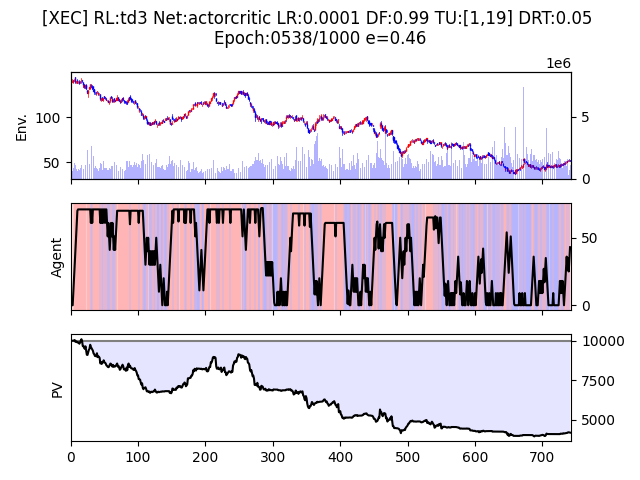 [XEC] RL:td3 Net:actorcritic LR:0.0001 DF:0.99 TU:[1,19] DRT:0.05
Epoch:0538/1000 e=0.46
1e6
Env.
100
50
5
0
Agent
50
0
PV
10000
7500
5000
0 100 200 300 400 500 600 700